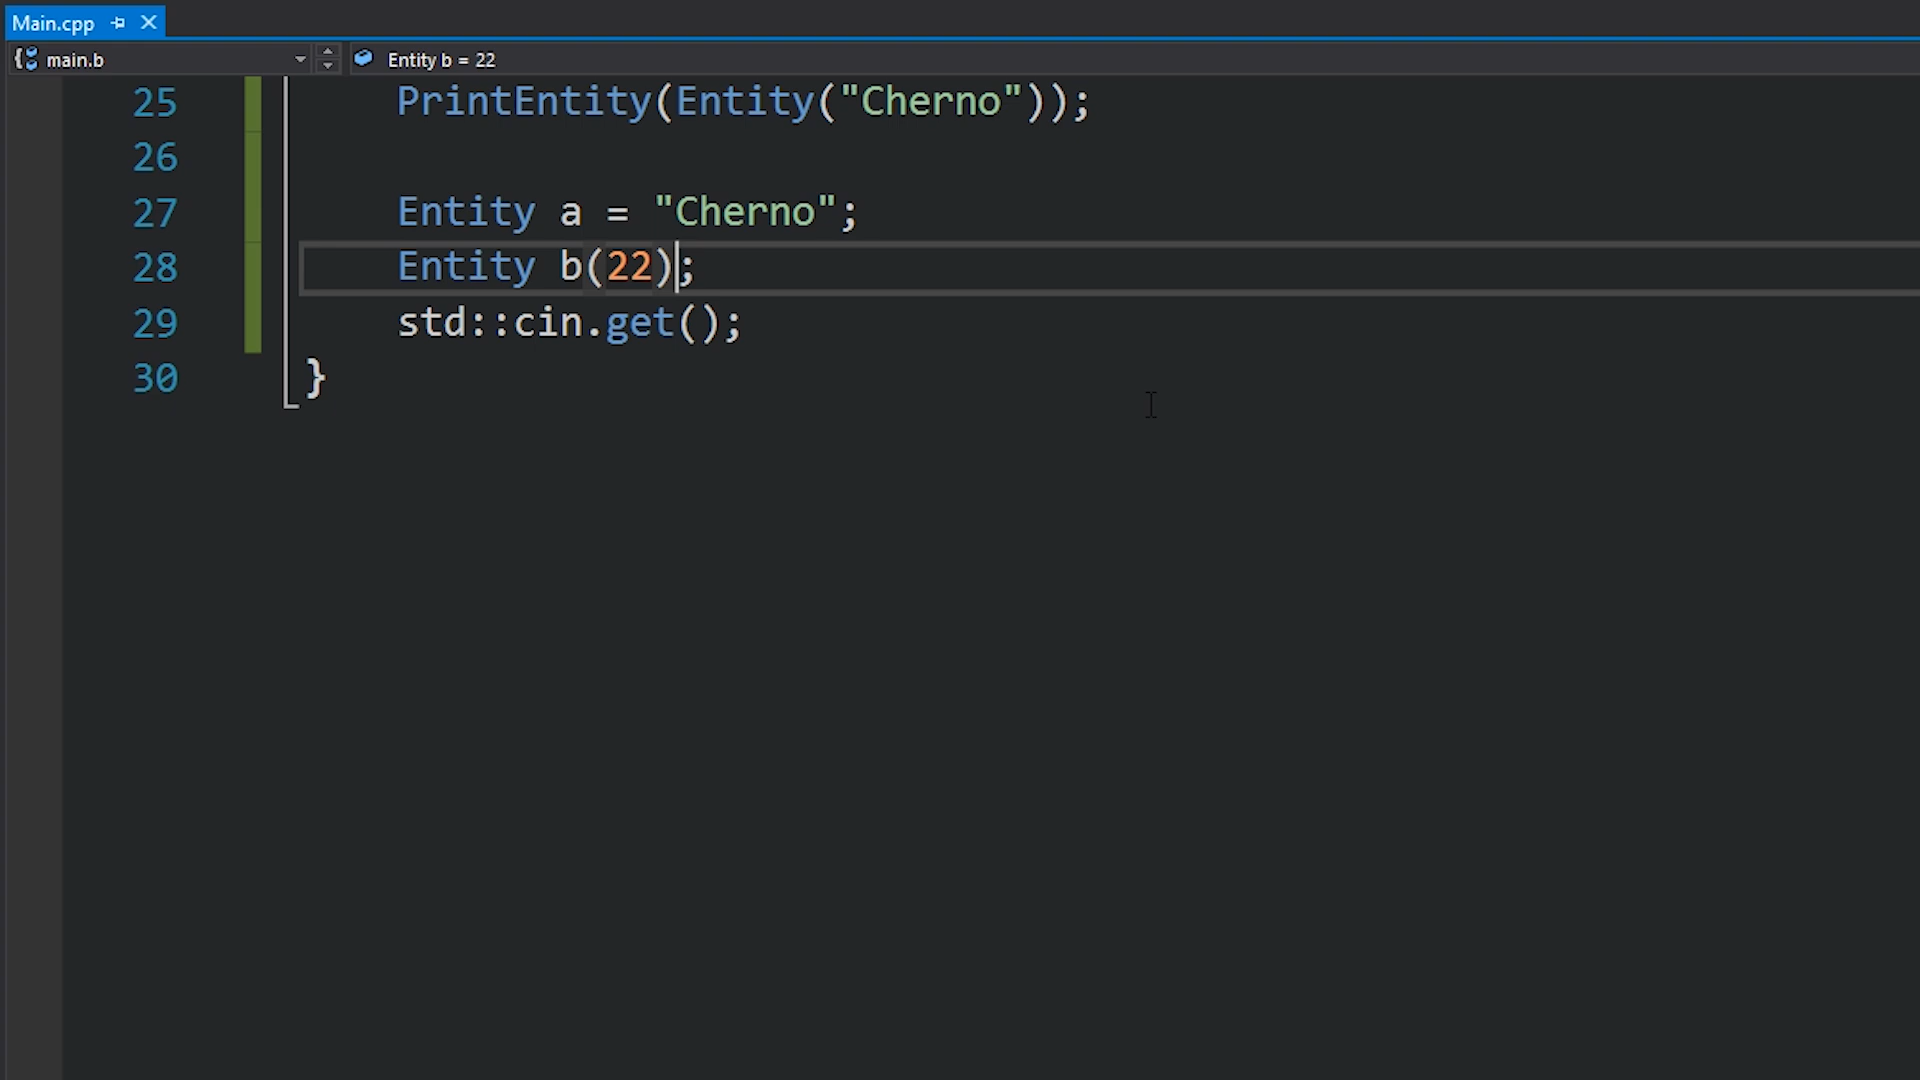 Main.cpp
main.b Entity b = 22
25 PrintEntity(Entity("Cherno"));
26
27 Entity a = "Cherno";
28 Entity b(22);
29 std::cin.get();
30 }